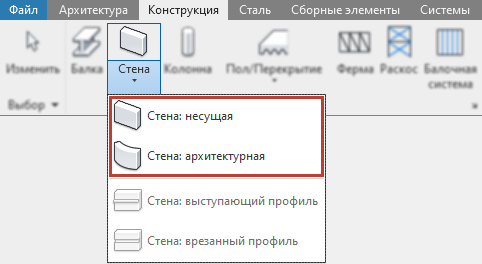 Файл Архитектура Конструкция Сталь Сборные элементы Системы
Изменить Балка Стена Колонна Пол/Перекрытие Ферма Раскос Балочная система
Выбор
Стена: несущая
Стена: архитектурная
Стена: выступающий профиль
Стена: врезанный профиль